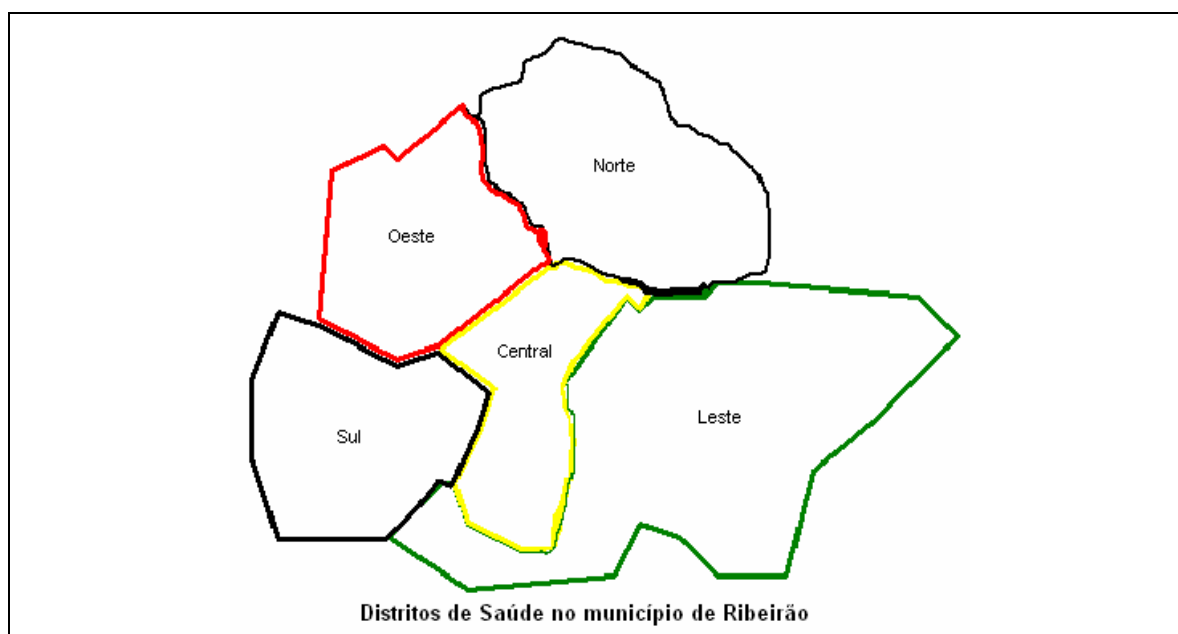 Norte
Oeste
Central
Leste
Sul
Distritos de Saúde no município de Ribeirão